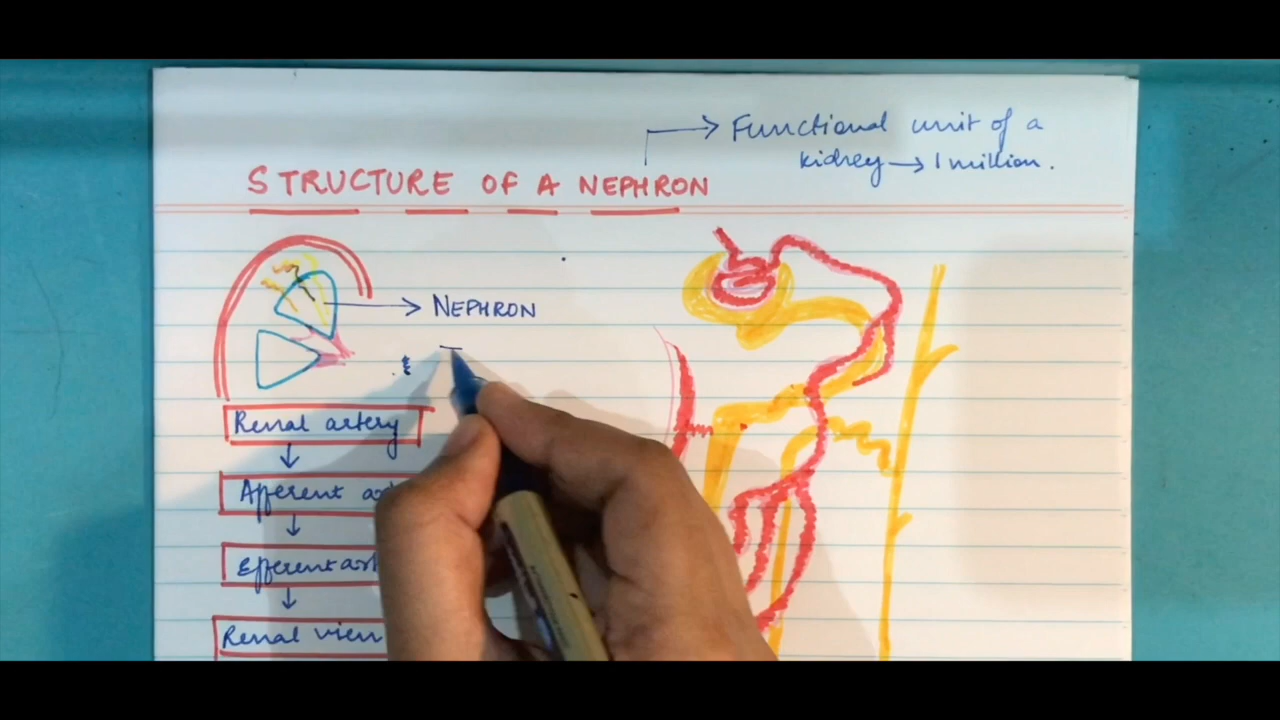 Functional unit of a
kidney → 1 million.
STRUCTURE OF A NEPHRON
NEPHRON
Renal artery
Afferent
Efferent
Renal vien